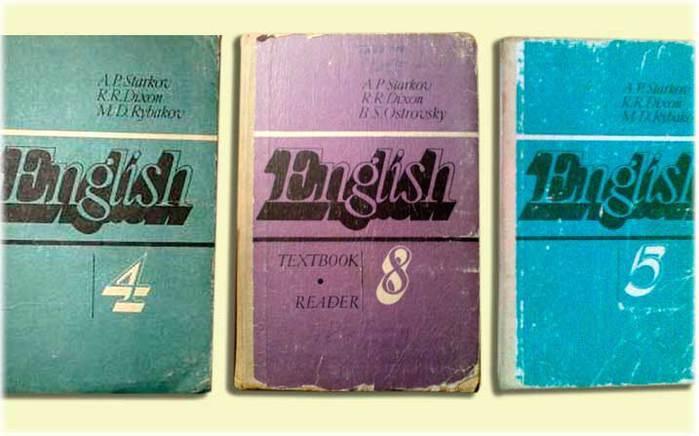 A.P.Starkov
R.R.Dixon
M.D.Rybakov
English
4
A.P.Starkov
R.R.Dixon
B.S.Ostrovsky
English
TEXTBOOK
•
READER
8
A.P.Starkov
R.R.Dixon
M.D.Rybakov
English
5